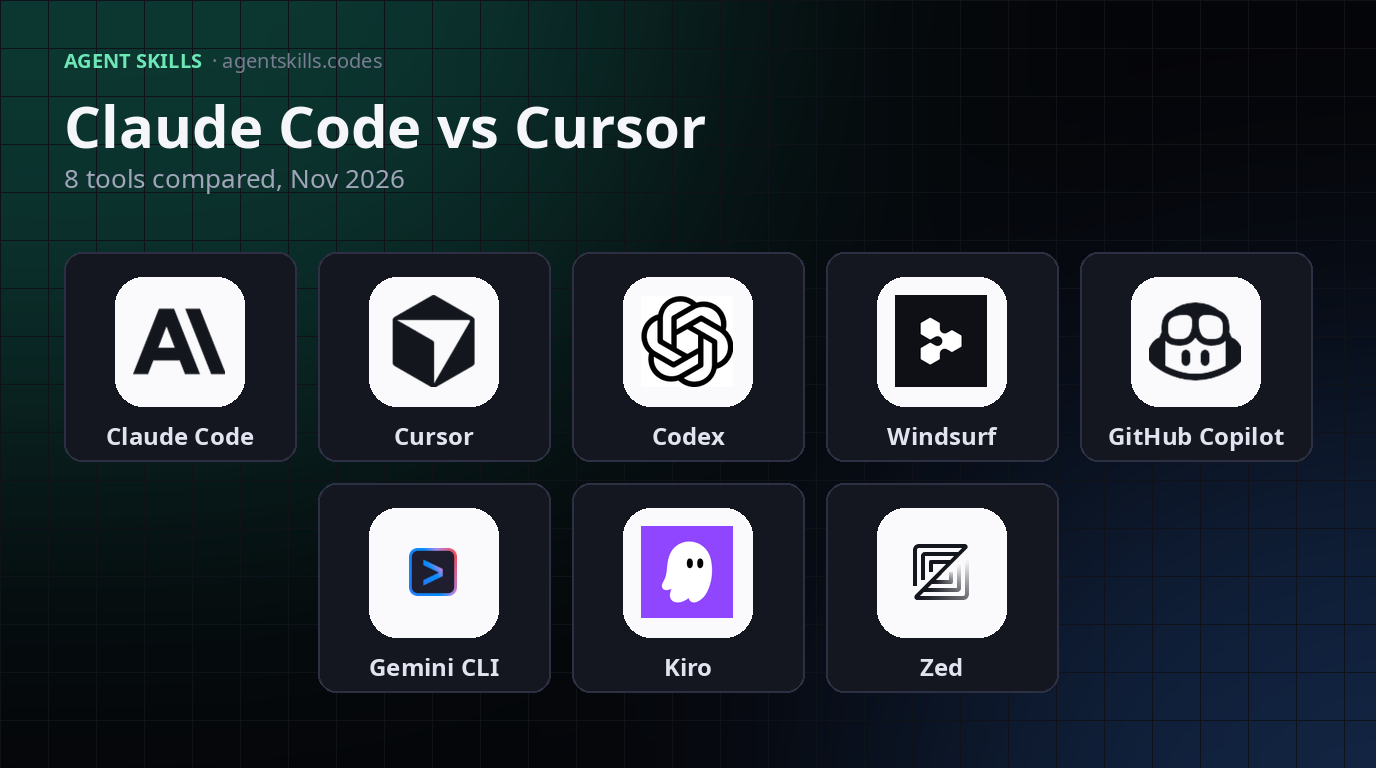 AGENT SKILLS · agentskills.codes
Claude Code vs Cursor
8 tools compared, Nov 2026
Claude Code
Cursor
Codex
Windsurf
GitHub Copilot
Gemini CLI
Kiro
Zed